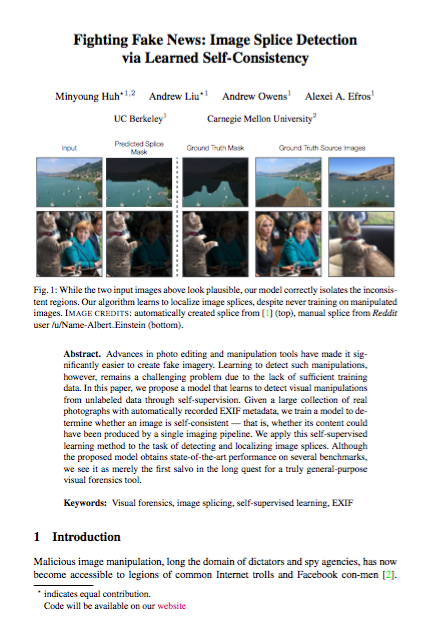 Fighting Fake News: Image Splice Detection
via Learned Self-Consistency
Minyoung Huh⋆1,2 Andrew Liu⋆1 Andrew Owens1 Alexei A. Efros1
UC Berkeley1 Carnegie Mellon University2
Input Predicted Splice Mask Ground Truth Mask Ground Truth Source Images
Fig. 1: While the two input images above look plausible, our model correctly isolates the inconsis-
tent regions. Our algorithm learns to localize image splices, despite never training on manipulated
images. IMAGE CREDITS: automatically created splice from [1] (top), manual splice from Reddit
user /u/Name-Albert.Einstein (bottom).
Abstract. Advances in photo editing and manipulation tools have made it sig-
nificantly easier to create fake imagery. Learning to detect such manipulations,
however, remains a challenging problem due to the lack of sufficient training
data. In this paper, we propose a model that learns to detect visual manipulations
from unlabeled data through self-supervision. Given a large collection of real
photographs with automatically recorded EXIF metadata, we train a model to de-
termine whether an image is self-consistent — that is, whether its content could
have been produced by a single imaging pipeline. We apply this self-supervised
learning method to the task of detecting and localizing image splices. Although
the proposed model obtains state-of-the-art performance on several benchmarks,
we see it as merely the first salvo in the long quest for a truly general-purpose
visual forensics tool.
Keywords: Visual forensics, image splicing, self-supervised learning, EXIF
1 Introduction
Malicious image manipulation, long the domain of dictators and spy agencies, has now
become accessible to legions of common Internet trolls and Facebook con-men [2].
⋆ indicates equal contribution.
Code will be available on our website